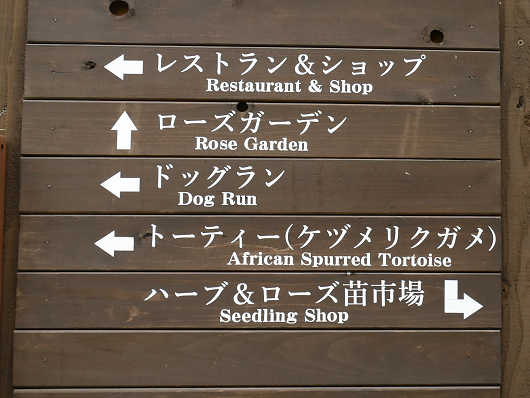 レストラン&ショップ
Restaurant & Shop
ローズガーデン
Rose Garden
ドッグラン
Dog Run
トーティー(ケヅメリクガメ)
African Spurred Tortoise
ハーブ&ローズ苗市場
Seedling Shop